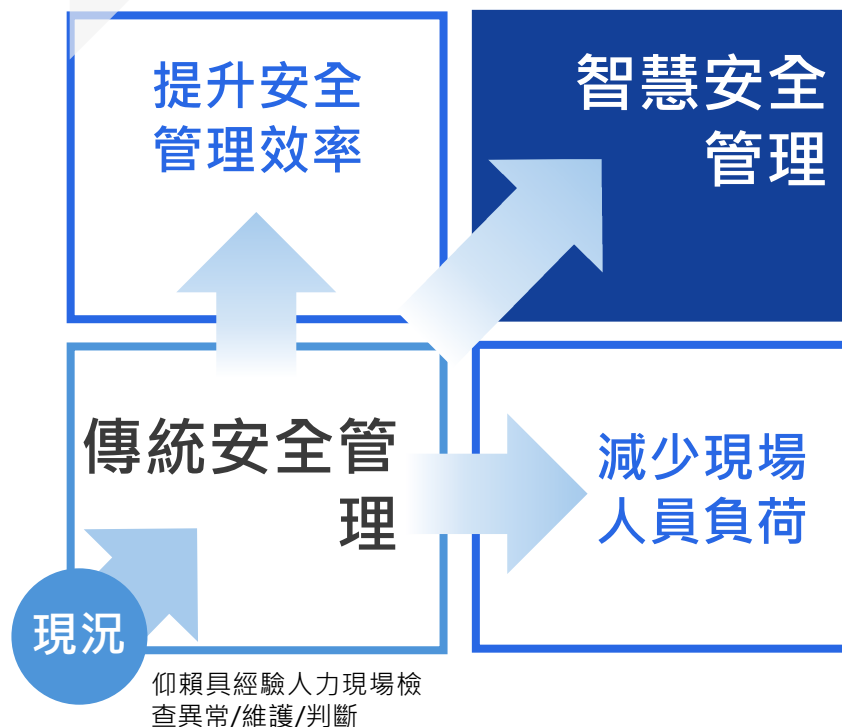 提升安全
管理效率
智慧安全
管理
傳統安全管
理
減少現場
人員負荷
現況
仰賴具經驗人力現場檢
查異常/維護/判斷